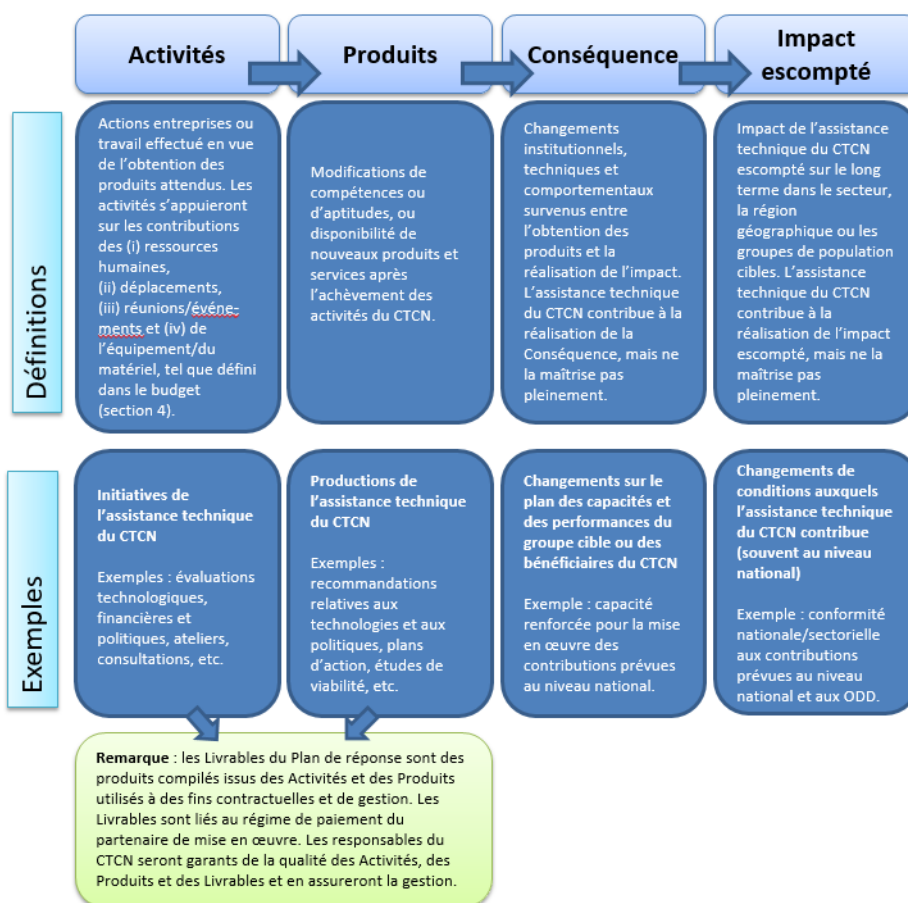 Activités
Produits
Conséquence
Impact
escompté
Définitions
Actions entreprises ou
travail effectué en vue
de l’obtention des
produits attendus. Les
activités s’appuieront
sur les contributions
des (i) ressources
humaines,
(ii) déplacements,
(iii) réunions/événe-
ments et (iv) de
l’équipement/du
matériel, tel que défini
dans le budget
(section 4).
Modifications de
compétences ou
d’aptitudes, ou
disponibilité de
nouveaux produits et
services après
l’achèvement des
activités du CTCN.
Changements
institutionnels,
techniques et
comportementaux
survenus entre
l’obtention des
produits et la
réalisation de l’impact.
L’assistance technique
du CTCN contribue à la
réalisation de la
Conséquence, mais ne
la maîtrise pas
pleinement.
Impact de l’assistance
technique du CTCN
escompté sur le long
terme dans le secteur,
la région
géographique ou les
groupes de population
cibles. L’assistance
technique du CTCN
contribue à la
réalisation de l’impact
escompté, mais ne la
maîtrise pas
pleinement.
Exemples
Initiatives de
l’assistance technique
du CTCN
Exemples : évaluations
technologiques,
financières et
politiques, ateliers,
consultations, etc.
Productions de
l’assistance technique
du CTCN
Exemples :
recommandations
relatives aux
technologies et aux
politiques, plans
d’action, études de
viabilité, etc.
Changements sur le
plan des capacités et
des performances du
groupe cible ou des
bénéficiaires du CTCN
Exemple : capacité
renforcée pour la mise
en œuvre des
contributions prévues
au niveau national.
Changements de
conditions auxquels
l’assistance technique
du CTCN contribue
(souvent au niveau
national)
Exemple : conformité
nationale/sectorielle
aux contributions
prévues au niveau
national et aux ODD.
Remarque : les Livrables du Plan de réponse sont des
produits compilés issus des Activités et des Produits
utilisés à des fins contractuelles et de gestion. Les
Livrables sont liés au régime de paiement du
partenaire de mise en œuvre. Les responsables du
CTCN seront garants de la qualité des Activités, des
Produits et des Livrables et en assureront la gestion.